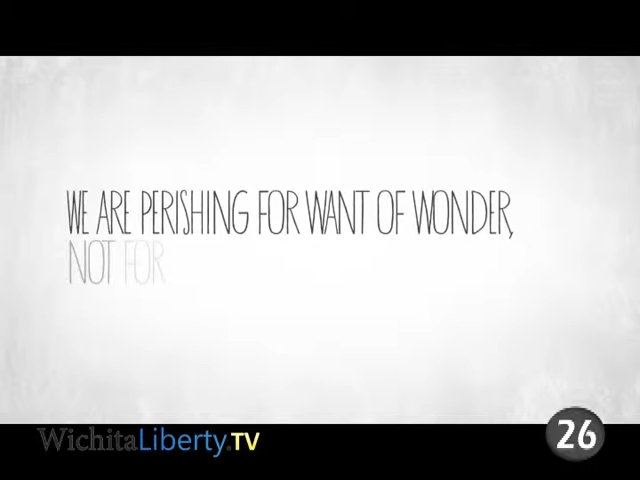 WE ARE PERISHING FOR WANT OF WONDER,
NOT FOR
WichitaLiberty.TV
26